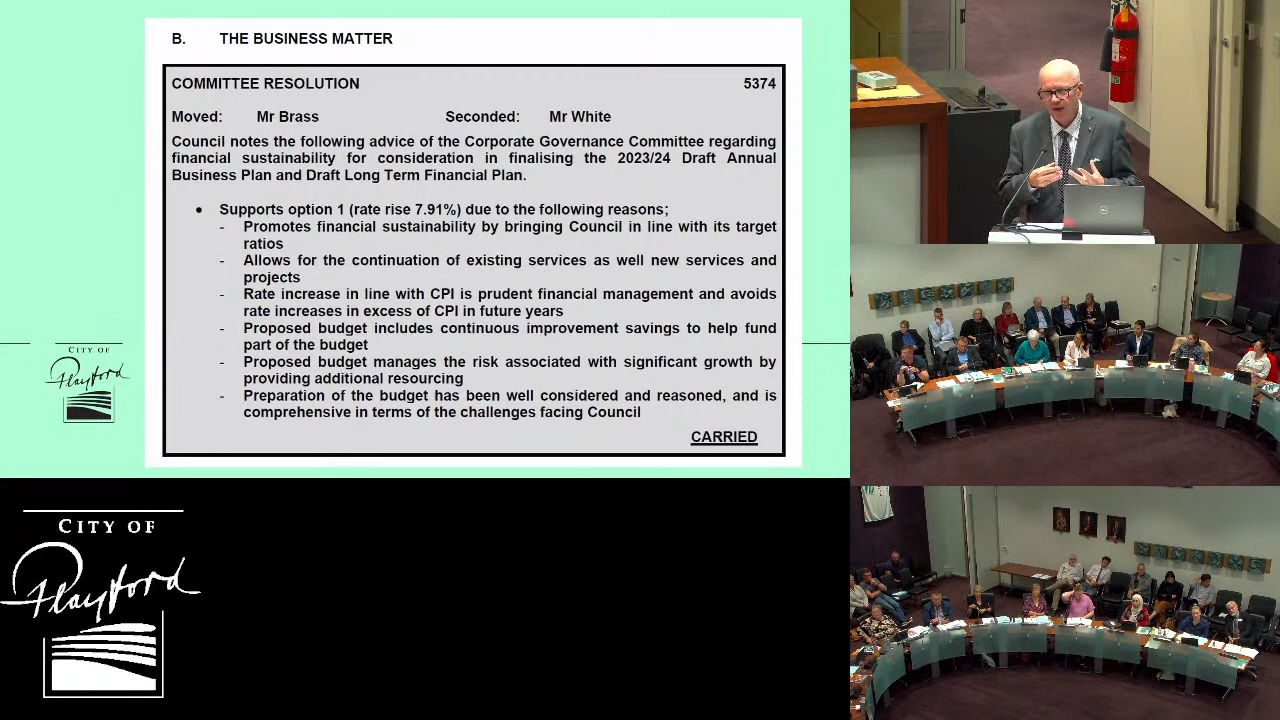 B. THE BUSINESS MATTER
COMMITTEE RESOLUTION 5374
Moved: Mr Brass Seconded: Mr White
Council notes the following advice of the Corporate Governance Committee regarding
financial sustainability for consideration in finalising the 2023/24 Draft Annual
Business Plan and Draft Long Term Financial Plan.
• Supports option 1 (rate rise 7.91%) due to the following reasons;
- Promotes financial sustainability by bringing Council in line with its target
ratios
- Allows for the continuation of existing services as well new services and
projects
- Rate increase in line with CPI is prudent financial management and avoids
rate increases in excess of CPI in future years
- Proposed budget includes continuous improvement savings to help fund
part of the budget
- Proposed budget manages the risk associated with significant growth by
providing additional resourcing
- Preparation of the budget has been well considered and reasoned, and is
comprehensive in terms of the challenges facing Council
CARRIED
CITY OF
Playford
CITY OF
Playford
DELL